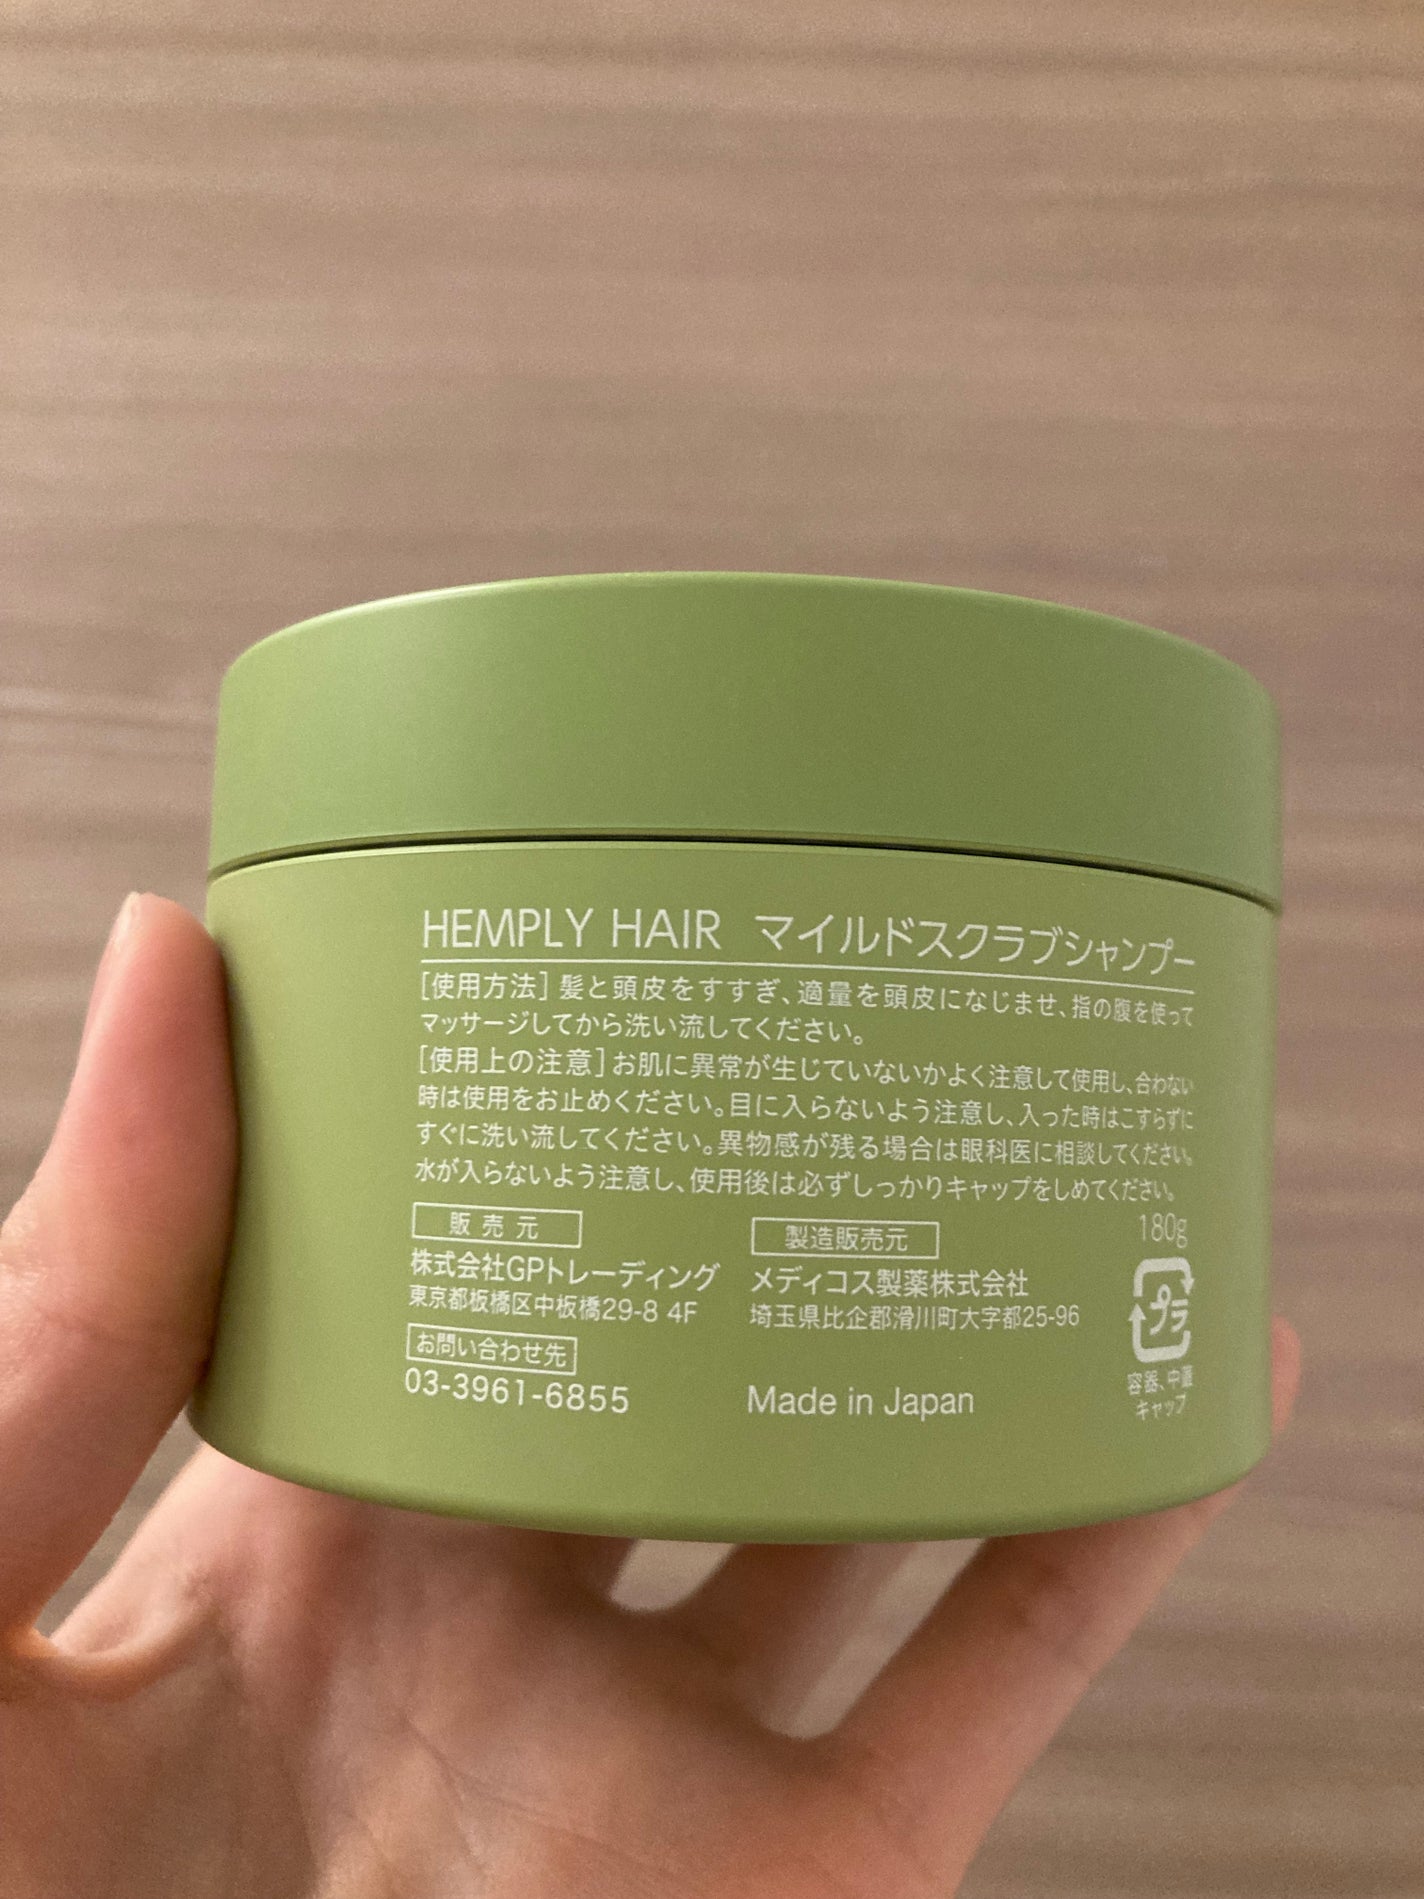 HEMPLY HAIR マイルドスクラブシャンプー
[使用方法]髪と頭皮をすすぎ、適量を頭皮になじませ、指の腹を使って
マッサージしてから洗い流してください。
[使用上の注意]お肌に異常が生じていないかよく注意して使用し、合わない
時は使用をお止めください。目に入らないよう注意し、入った時はこすらずに
すぐに洗い流してください。異物感が残る場合は眼科医に相談してください。
水が入らないよう注意し、使用後は必ずしっかりキャップをしめてください。
180g
販売元
株式会社GPトレーディング
東京都板橋区中板橋29-8 4F
お問い合わせ先
03-3961-6855
製造販売元
メディコス製薬株式会社
埼玉県比企郡滑川町大字都25-96
Made in Japan
プラ
容器、中蓋
キャップ